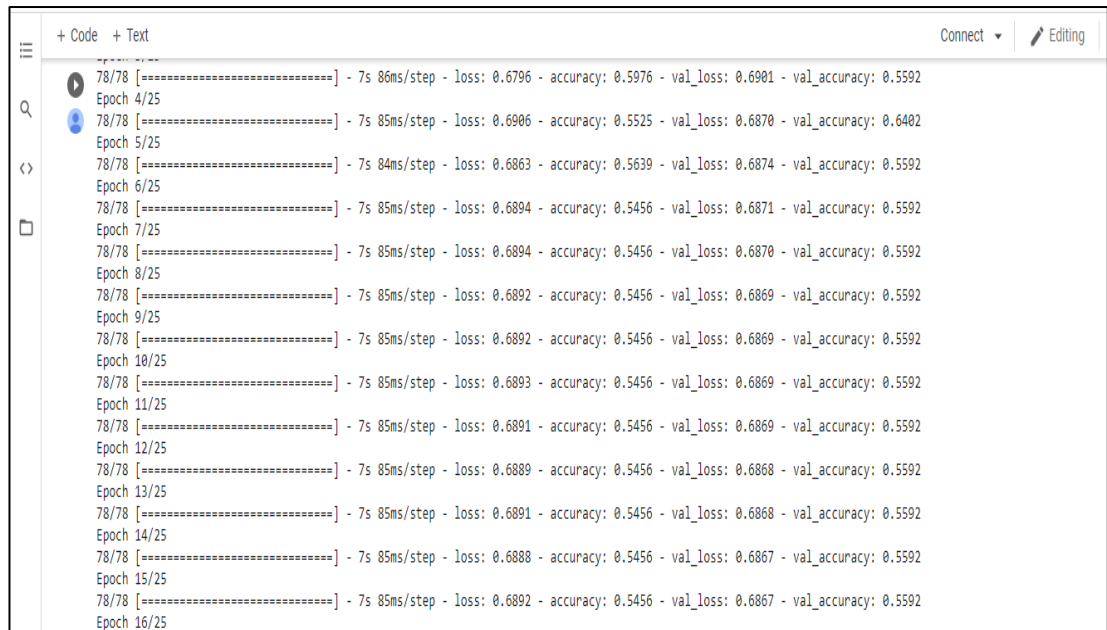 + Code + Text Connect Editing
78/78 [==============================] - 7s 86ms/step - loss: 0.6796 - accuracy: 0.5976 - val_loss: 0.6901 - val_accuracy: 0.5592
Epoch 4/25
78/78 [==============================] - 7s 85ms/step - loss: 0.6906 - accuracy: 0.5525 - val_loss: 0.6870 - val_accuracy: 0.6402
Epoch 5/25
78/78 [==============================] - 7s 84ms/step - loss: 0.6863 - accuracy: 0.5639 - val_loss: 0.6874 - val_accuracy: 0.5592
Epoch 6/25
78/78 [==============================] - 7s 85ms/step - loss: 0.6894 - accuracy: 0.5456 - val_loss: 0.6871 - val_accuracy: 0.5592
Epoch 7/25
78/78 [==============================] - 7s 85ms/step - loss: 0.6894 - accuracy: 0.5456 - val_loss: 0.6870 - val_accuracy: 0.5592
Epoch 8/25
78/78 [==============================] - 7s 85ms/step - loss: 0.6892 - accuracy: 0.5456 - val_loss: 0.6869 - val_accuracy: 0.5592
Epoch 9/25
78/78 [==============================] - 7s 85ms/step - loss: 0.6892 - accuracy: 0.5456 - val_loss: 0.6869 - val_accuracy: 0.5592
Epoch 10/25
78/78 [==============================] - 7s 85ms/step - loss: 0.6893 - accuracy: 0.5456 - val_loss: 0.6869 - val_accuracy: 0.5592
Epoch 11/25
78/78 [==============================] - 7s 85ms/step - loss: 0.6891 - accuracy: 0.5456 - val_loss: 0.6869 - val_accuracy: 0.5592
Epoch 12/25
78/78 [==============================] - 7s 85ms/step - loss: 0.6889 - accuracy: 0.5456 - val_loss: 0.6868 - val_accuracy: 0.5592
Epoch 13/25
78/78 [==============================] - 7s 85ms/step - loss: 0.6891 - accuracy: 0.5456 - val_loss: 0.6868 - val_accuracy: 0.5592
Epoch 14/25
78/78 [==============================] - 7s 85ms/step - loss: 0.6888 - accuracy: 0.5456 - val_loss: 0.6867 - val_accuracy: 0.5592
Epoch 15/25
78/78 [==============================] - 7s 85ms/step - loss: 0.6892 - accuracy: 0.5456 - val_loss: 0.6867 - val_accuracy: 0.5592
Epoch 16/25